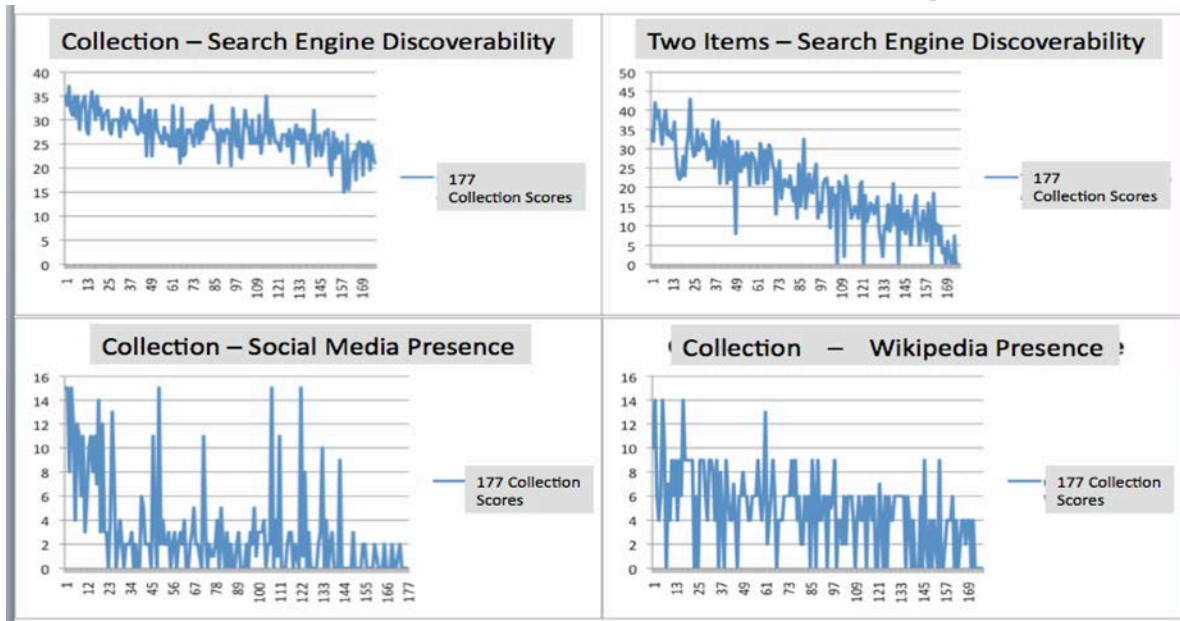 Collection – Search Engine Discoverability
40
35
30
25
20
15
10
5
0
1 13 25 37 49 61 73 85 97 109 121 133 145 157 169
177
Collection Scores
Two Items – Search Engine Discoverability
50
45
40
35
30
25
20
15
10
5
0
1 13 25 37 49 61 73 85 97 109 121 133 145 157 169
177
Collection Scores
Collection – Social Media Presence
16
14
12
10
8
6
4
2
0
1 12 23 34 45 56 67 78 89 100 111 122 133 144 155 166 177
177 Collection
Scores
Collection – Wikipedia Presence
16
14
12
10
8
6
4
2
0
1 13 25 37 49 61 73 85 97 109 121 133 145 157 169
177 Collection
Scores